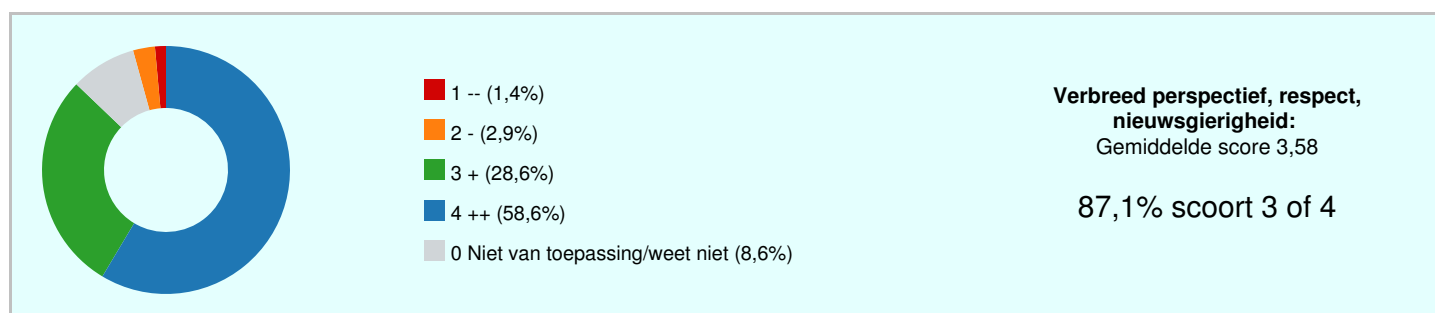 1 -- (1,4%)
2 - (2,9%)
3 + (28,6%)
4 ++ (58,6%)
0 Niet van toepassing/weet niet (8,6%)
Verbreed perspectief, respect,
nieuwsgierigheid:
Gemiddelde score 3,58
87,1% scoort 3 of 4